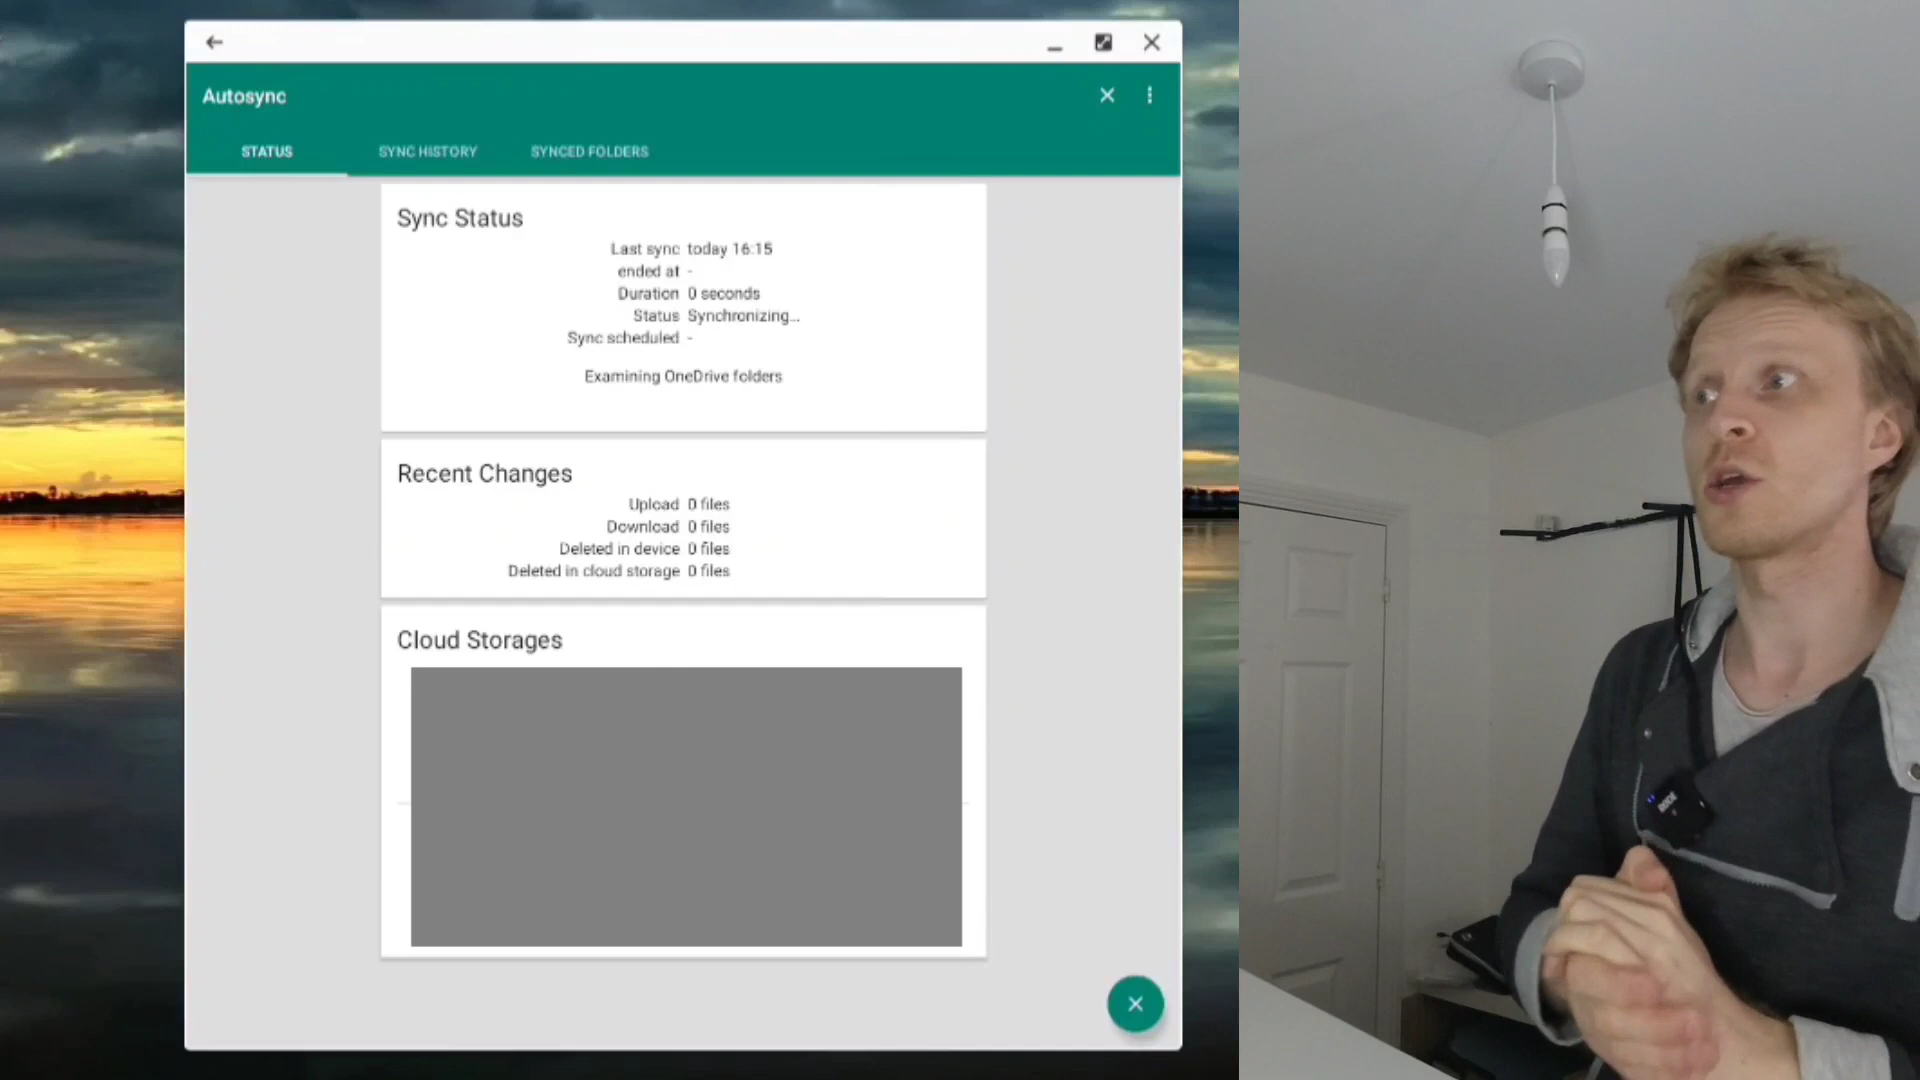 Autosync
STATUS SYNC HISTORY SYNCED FOLDERS
Sync Status
Last sync today 16:15
ended at -
Duration 0 seconds
Status Synchronizing...
Sync scheduled -
Examining OneDrive folders
Recent Changes
Upload 0 files
Download 0 files
Deleted in device 0 files
Deleted in cloud storage 0 files
Cloud Storages
RODE